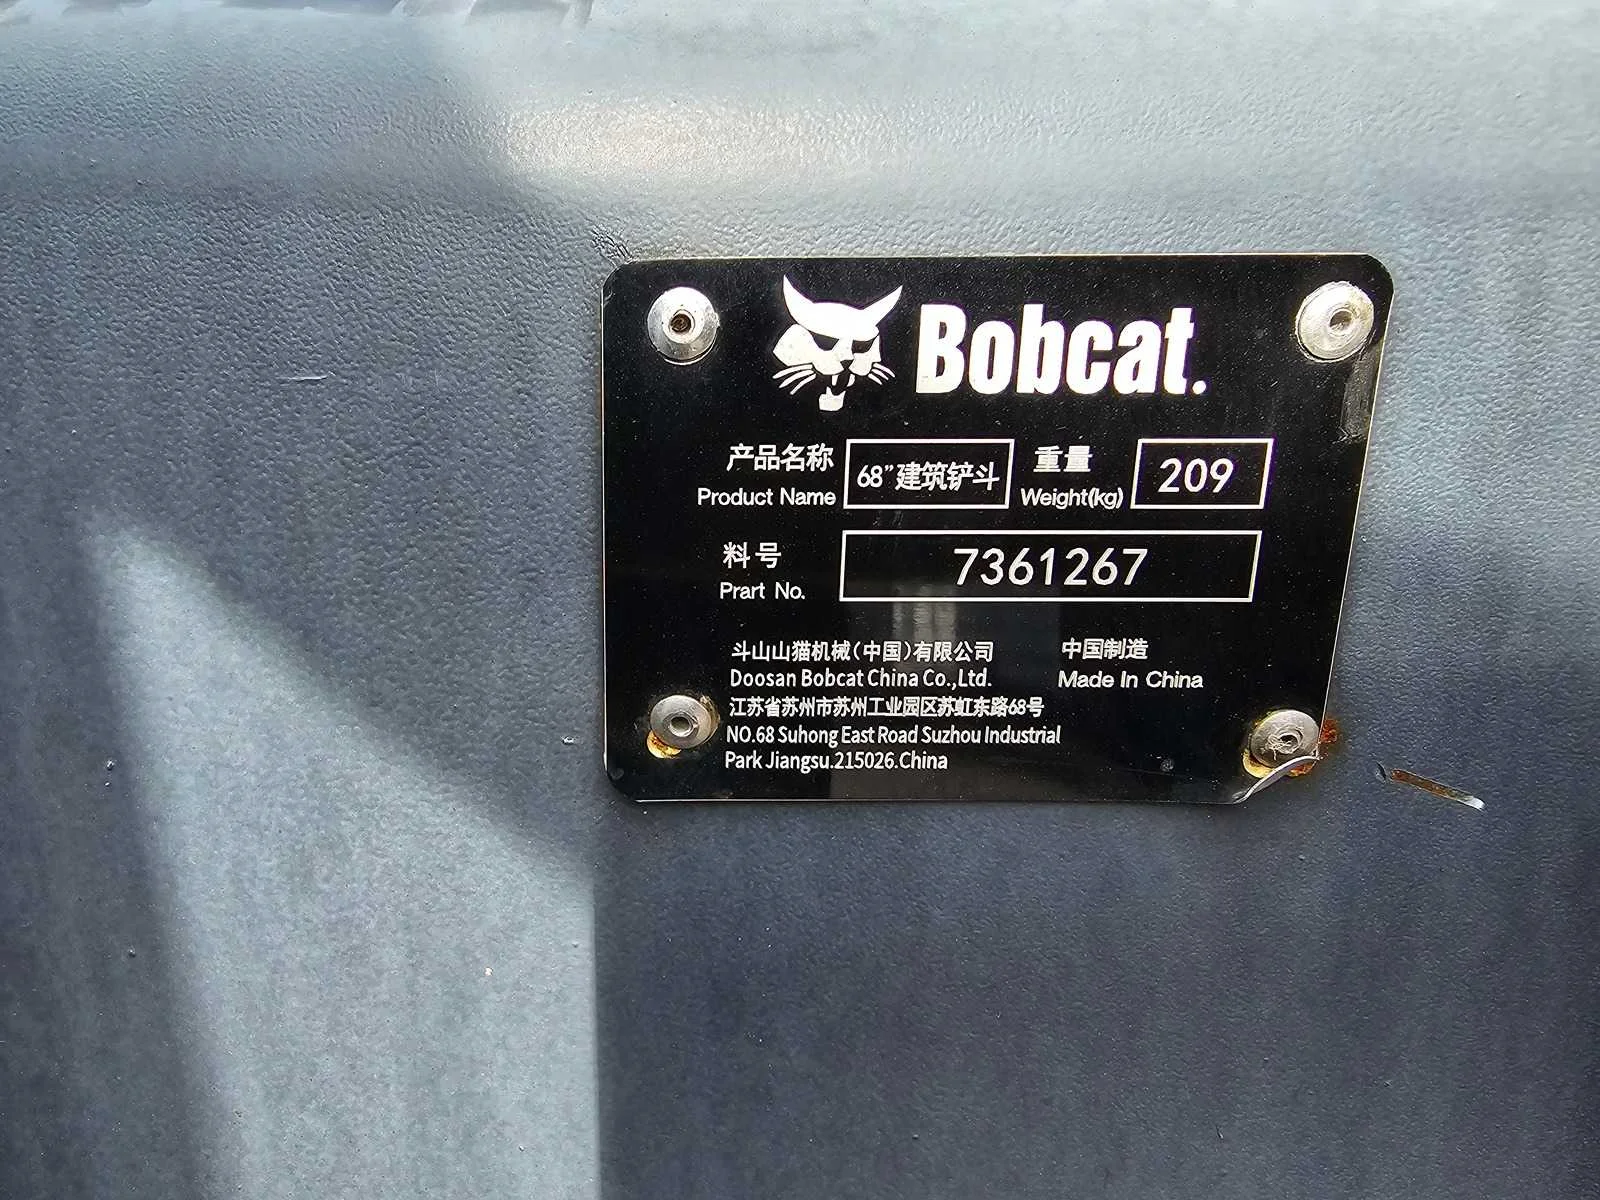 Bobcat.
产品名称 68"建筑铲斗 重量 209
Product Name Weight(kg)
料号 7361267
Prart No.
斗山山猫机械(中国)有限公司 中国制造
Doosan Bobcat China Co.,Ltd. Made In China
江苏省苏州市苏州工业园区苏虹东路68号
NO.68 Suhong East Road Suzhou Industrial
Park Jiangsu.215026.China